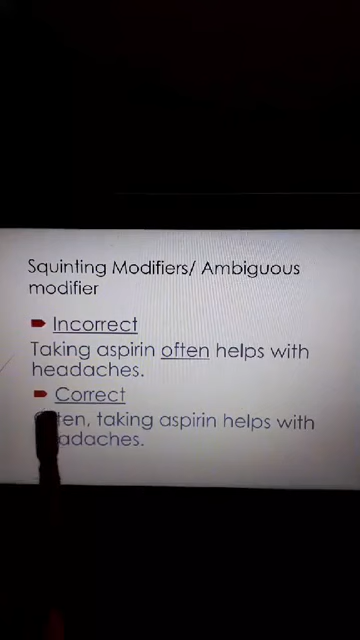 Squinting Modifiers/ Ambiguous
modifier
Incorrect
Taking aspirin often helps with
headaches.
Correct
taking aspirin helps with